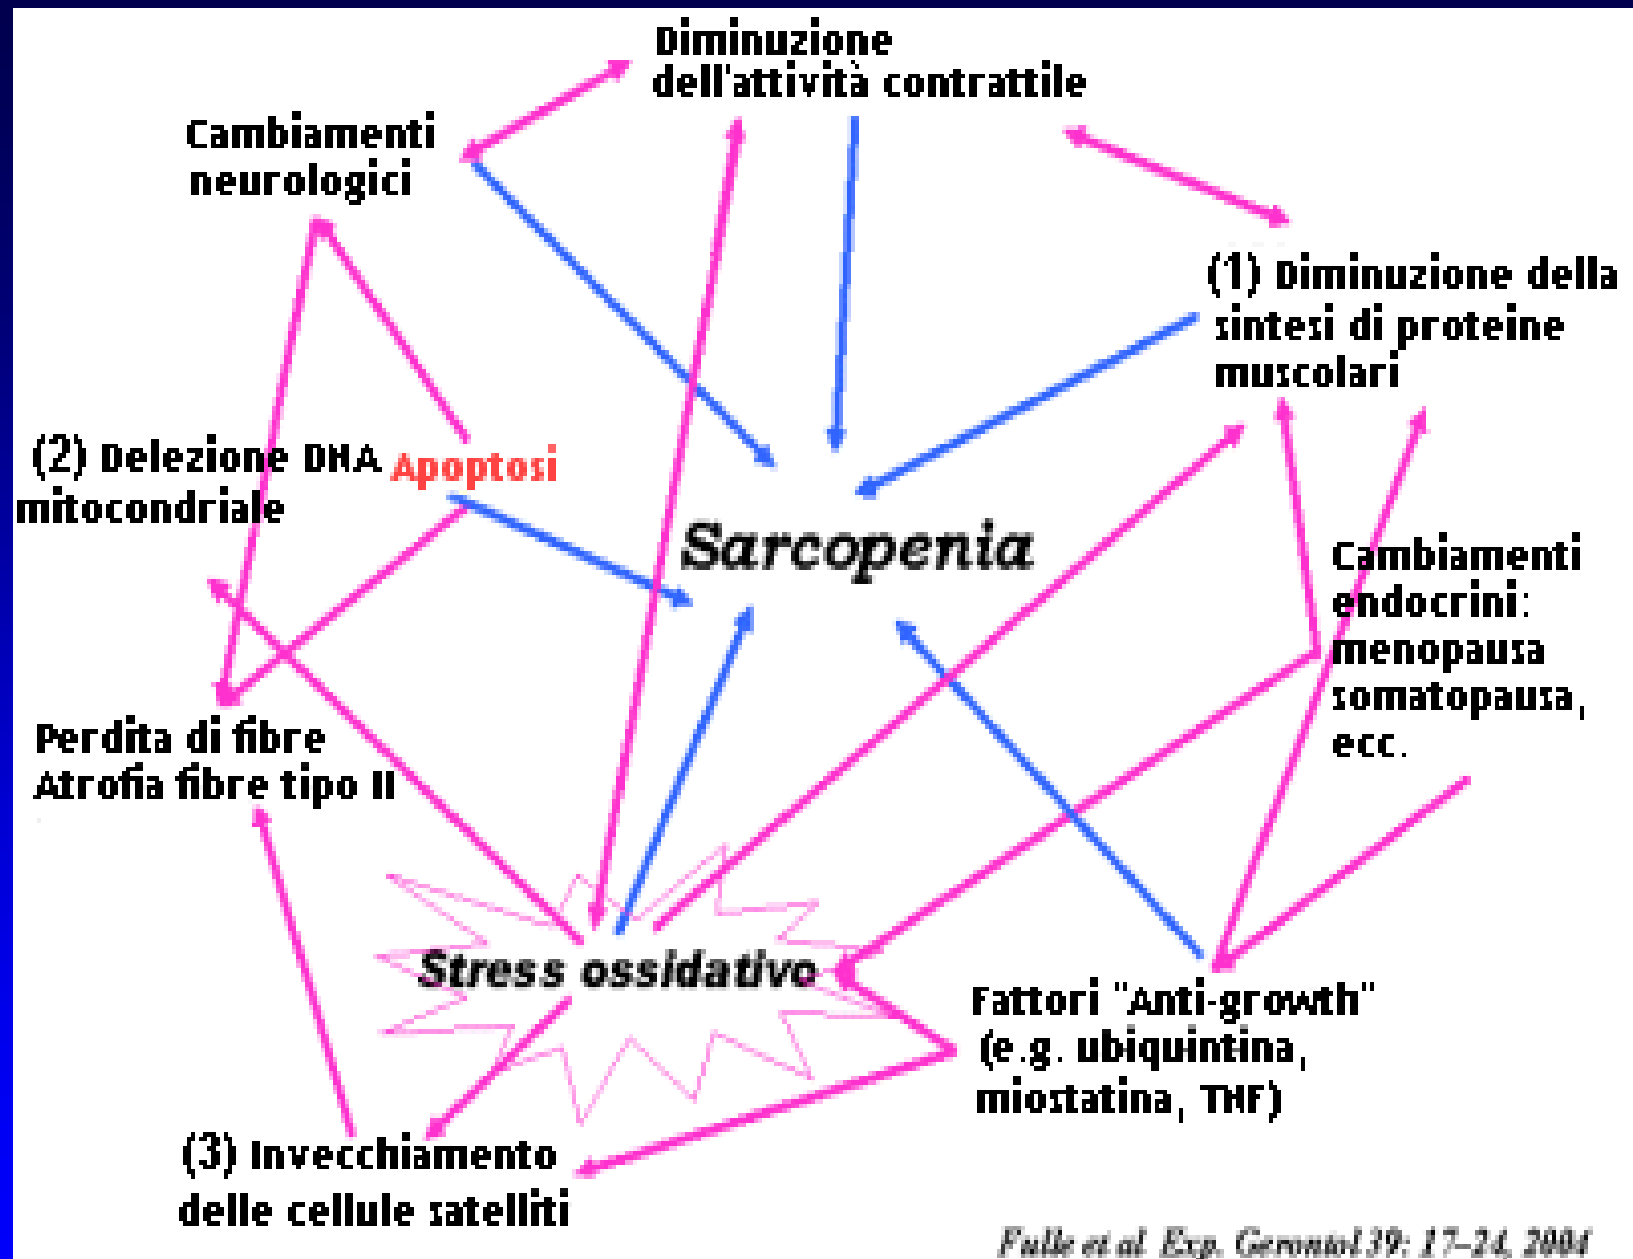 Diminuzione
dell'attività contrattile
Cambiamenti
neurologici
(1) Diminuzione della
sintesi di proteine
muscolari
(2) Delezione DNA
mitocondriale
Apoptosi
Sarcopenia
Cambiamenti
endocrini:
menopausa
somatopausa,
ecc.
Perdita di fibre
Atrofia fibre tipo II
Stress ossidativo
Fattori "Anti-growth"
(e.g. ubiquintina,
miostatina, TNF)
(3) Invecchiamento
delle cellule satelliti
Fulle et al Exp. Gerontol 39: 17-24, 2004